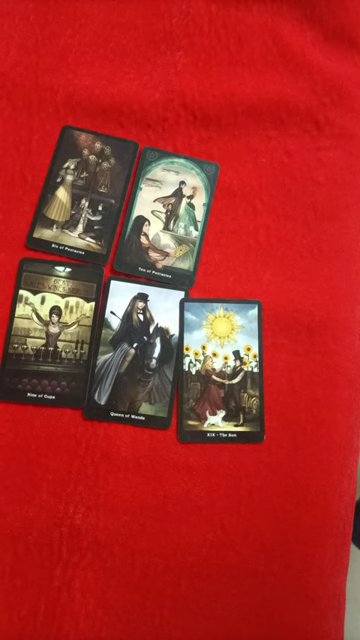 Six of Pentacles
Ten of Pentacles
Nine of Cups
Queen of Wands
XIX - The Sun